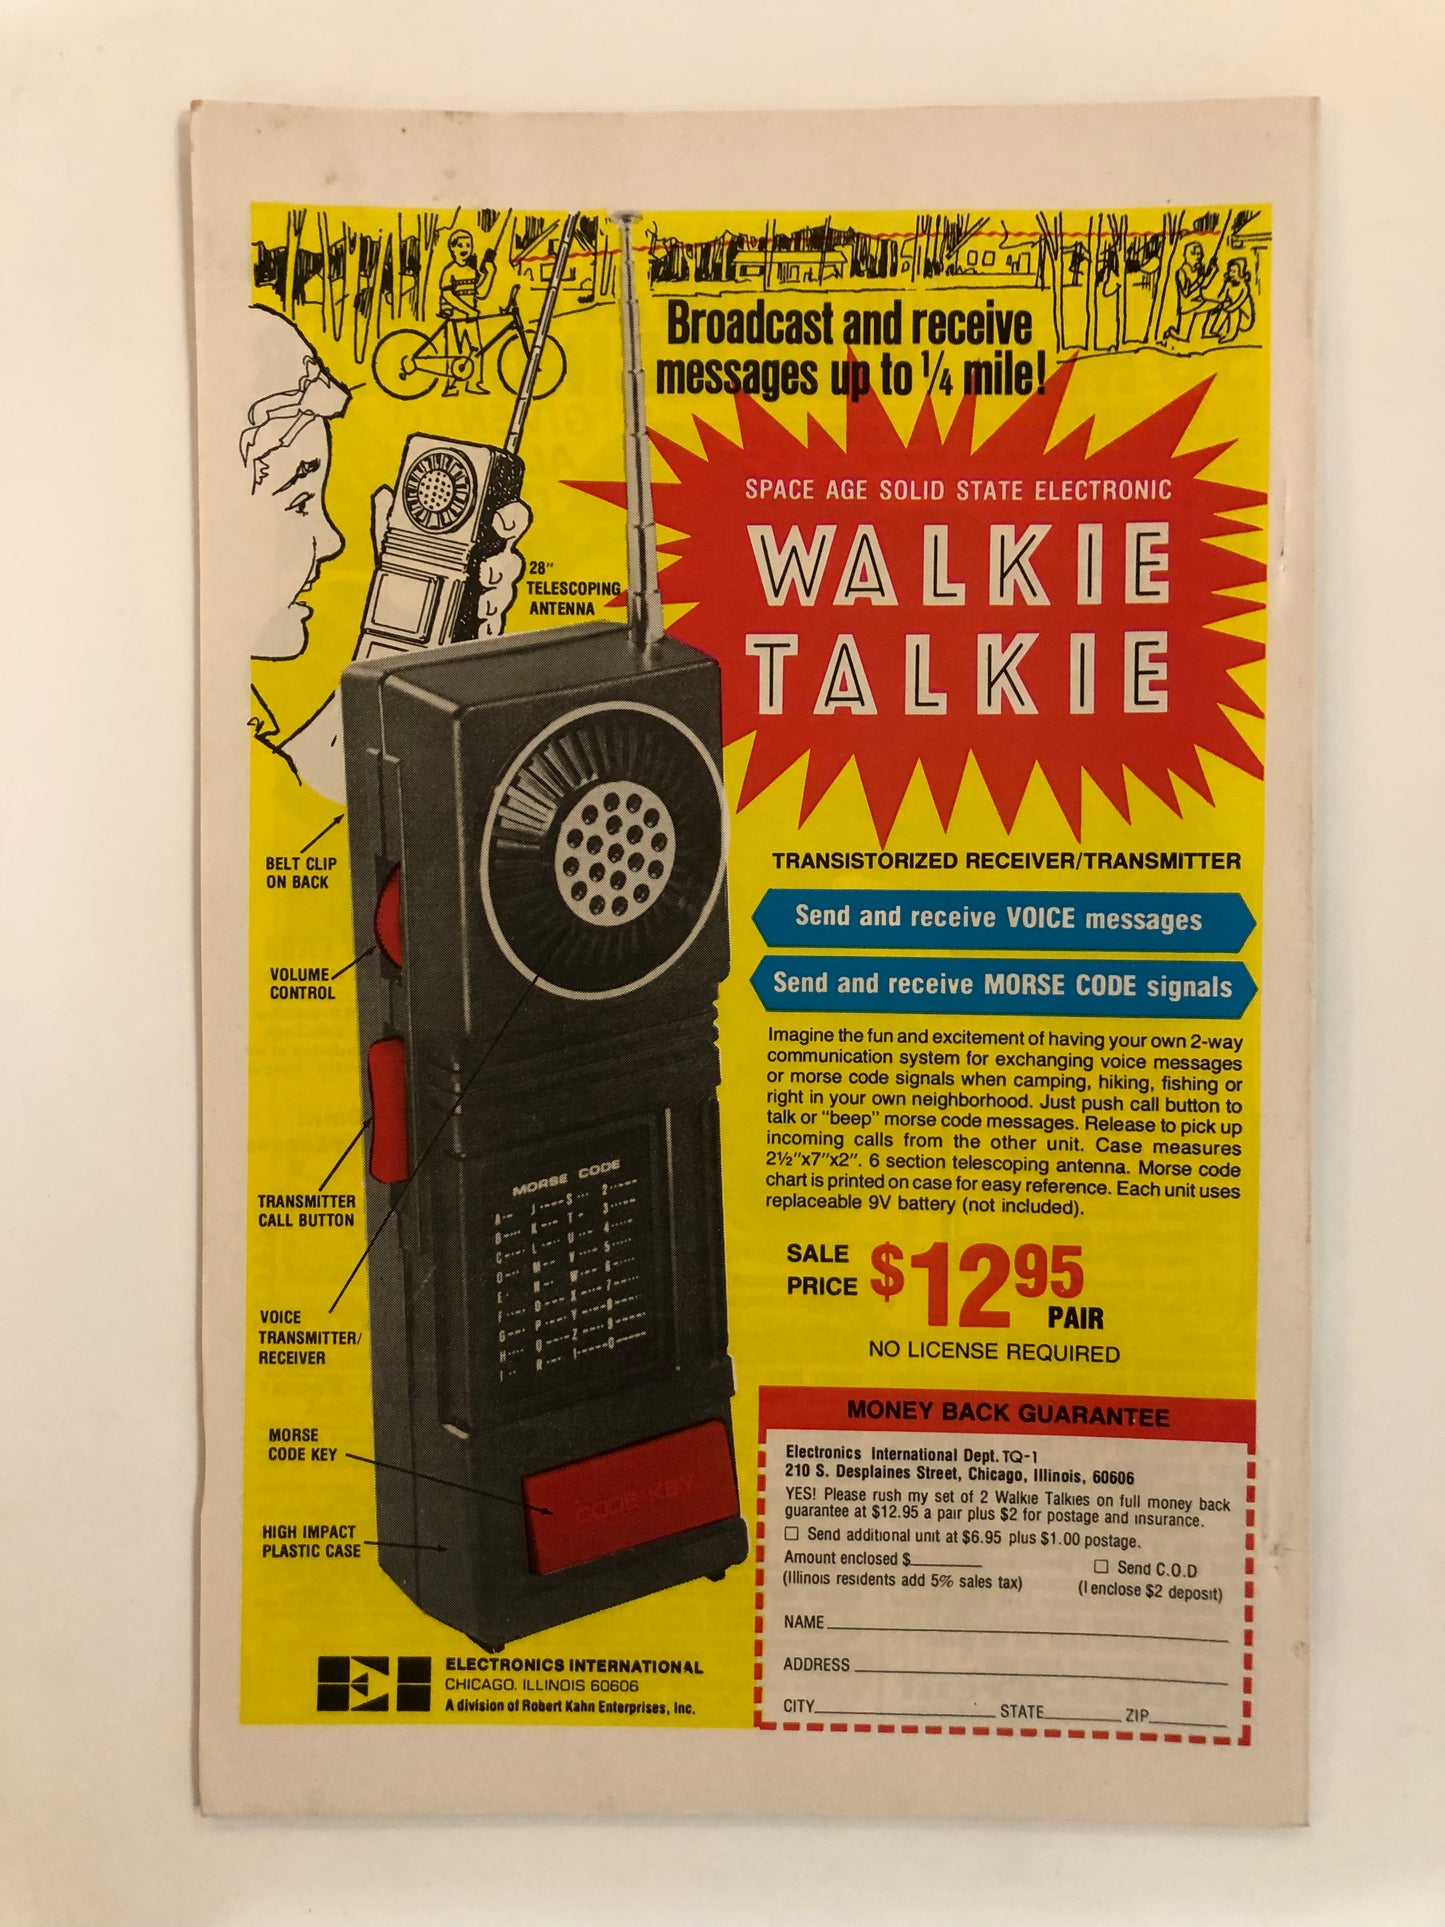 Broadcast and receive
messages up to 1/4 mile!
SPACE AGE SOLID STATE ELECTRONIC
WALKIE
TALKIE
28"
TELESCOPING
ANTENNA
BELT CLIP
ON BACK
VOLUME
CONTROL
TRANSMITTER
CALL BUTTON
VOICE
TRANSMITTER/
RECEIVER
MORSE
CODE KEY
HIGH IMPACT
PLASTIC CASE
MORSE CODE
CODE KEY
TRANSISTORIZED RECEIVER/TRANSMITTER
Send and receive VOICE messages
Send and receive MORSE CODE signals
Imagine the fun and excitement of having your own 2-way
communication system for exchanging voice messages
or morse code signals when camping, hiking, fishing or
right in your own neighborhood. Just push call button to
talk or "beep" morse code messages. Release to pick up
incoming calls from the other unit. Case measures
2½"x7"x2". 6 section telescoping antenna. Morse code
chart is printed on case for easy reference. Each unit uses
replaceable 9V battery (not included).
SALE
PRICE $12.95
PAIR
NO LICENSE REQUIRED
MONEY BACK GUARANTEE
Electronics International Dept. TQ-1
210 S. Desplaines Street, Chicago, Illinois, 60606
YES! Please rush my set of 2 Walkie Talkies on full money back
guarantee at $12.95 a pair plus $2 for postage and insurance.
☐ Send additional unit at $6.95 plus $1.00 postage.
Amount enclosed $______ ☐ Send C.O.D
(Illinois residents add 5% sales tax) (I enclose $2 deposit)
NAME
ADDRESS
CITY STATE ZIP
ELECTRONICS INTERNATIONAL
CHICAGO, ILLINOIS 60606
A division of Robert Kahn Enterprises, Inc.